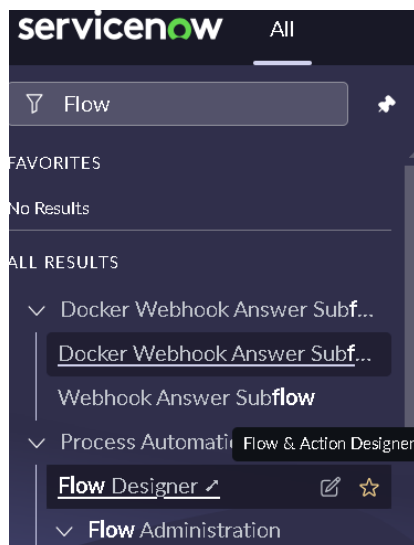 servicenow All
Flow
FAVORITES
No Results
ALL RESULTS
Docker Webhook Answer Subf...
Docker Webhook Answer Subf...
Webhook Answer Subflow
Process Automati
Flow & Action Designer
Flow Designer
Flow Administration